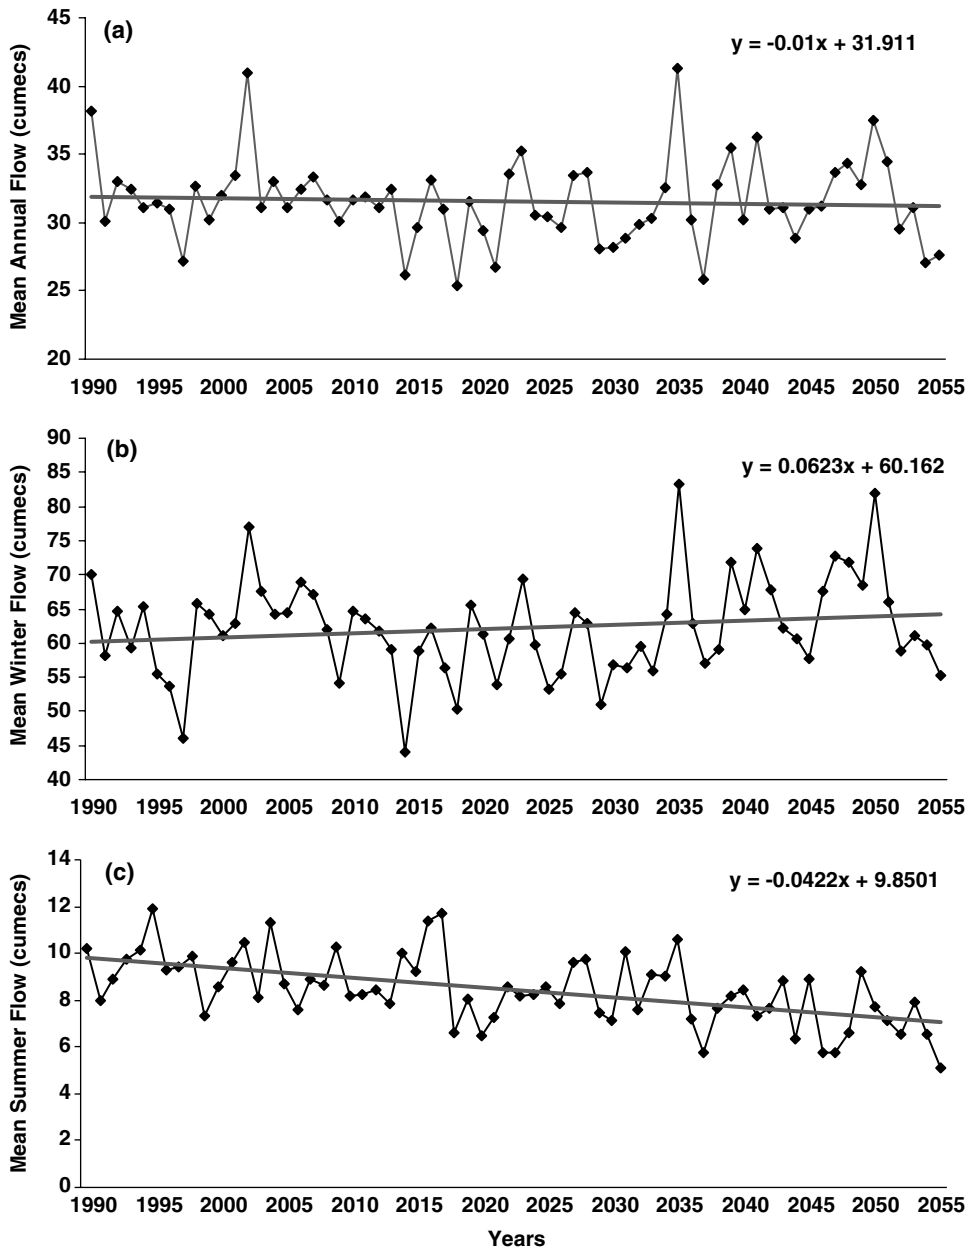 (a)
y = -0.01x + 31.911
Mean Annual Flow (cumecs)
45
40
35
30
25
20
1990 1995 2000 2005 2010 2015 2020 2025 2030 2035 2040 2045 2050 2055
(b)
y = 0.0623x + 60.162
Mean Winter Flow (cumecs)
90
85
80
75
70
65
60
55
50
45
40
1990 1995 2000 2005 2010 2015 2020 2025 2030 2035 2040 2045 2050 2055
(c)
y = -0.0422x + 9.8501
Mean Summer Flow (cumecs)
14
12
10
8
6
4
2
0
1990 1995 2000 2005 2010 2015 2020 2025 2030 2035 2040 2045 2050 2055
Years